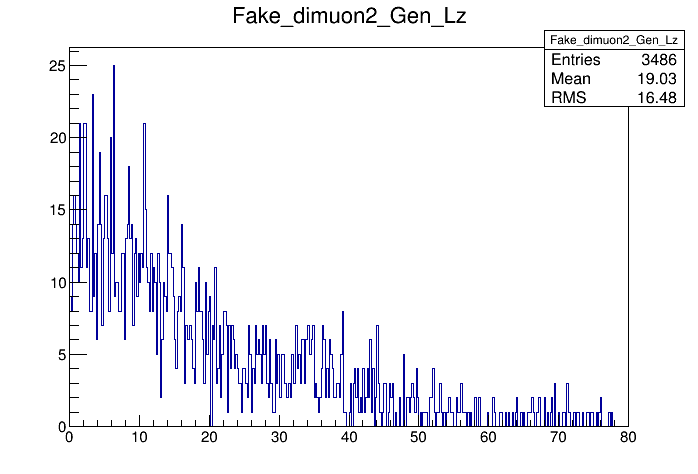 Fake_dimuon2_Gen_Lz
Fake_dimuon2_Gen_Lz
Entries 3486
Mean 19.03
RMS 16.48
25
20
15
10
5
0
0 10 20 30 40 50 60 70 80